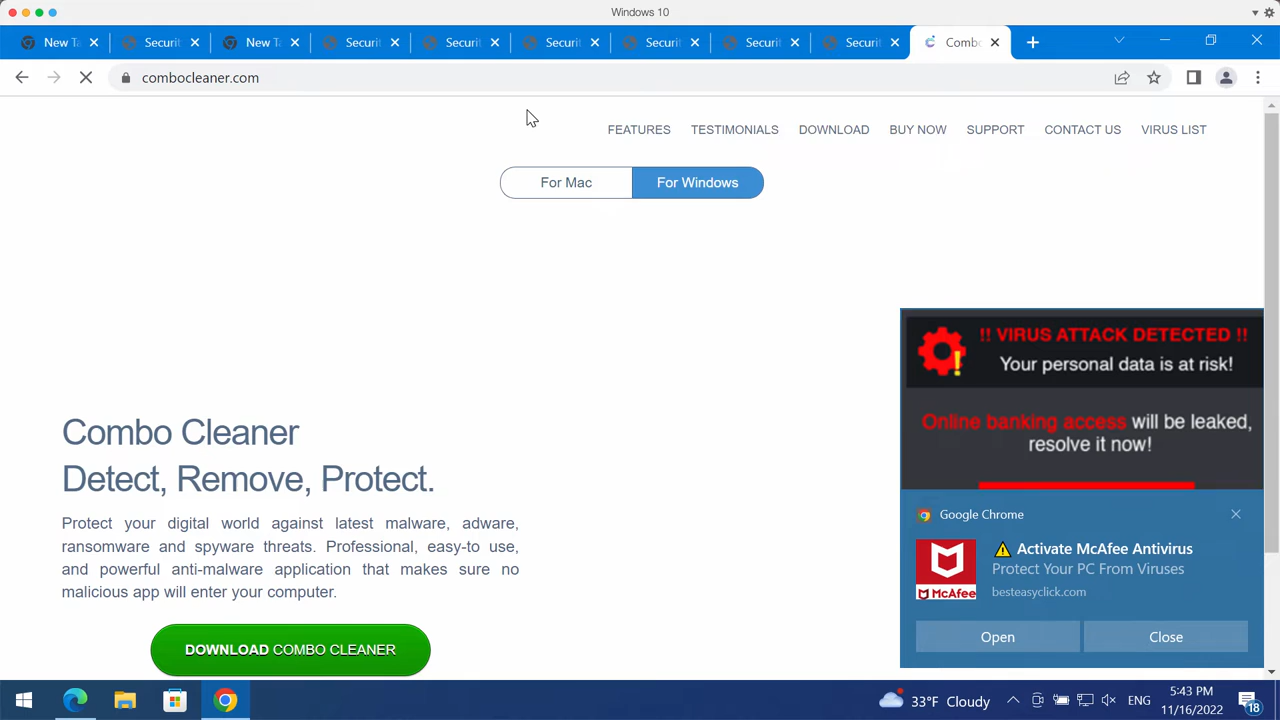 Windows 10
New Ta
Securit
New Ta
Securit
Securit
Securit
Securit
Securit
Securit
Combo
combocleaner.com
FEATURES TESTIMONIALS DOWNLOAD BUY NOW SUPPORT CONTACT US VIRUS LIST
For Mac For Windows
Combo Cleaner
Detect, Remove, Protect.
Protect your digital world against latest malware, adware,
ransomware and spyware threats. Professional, easy-to use,
and powerful anti-malware application that makes sure no
malicious app will enter your computer.
DOWNLOAD COMBO CLEANER
!! VIRUS ATTACK DETECTED !!
Your personal data is at risk!
Online banking access will be leaked,
resolve it now!
Google Chrome
McAfee
Activate McAfee Antivirus
Protect Your PC From Viruses
besteasyclick.com
Open Close
33°F Cloudy
ENG
5:43 PM
11/16/2022
18